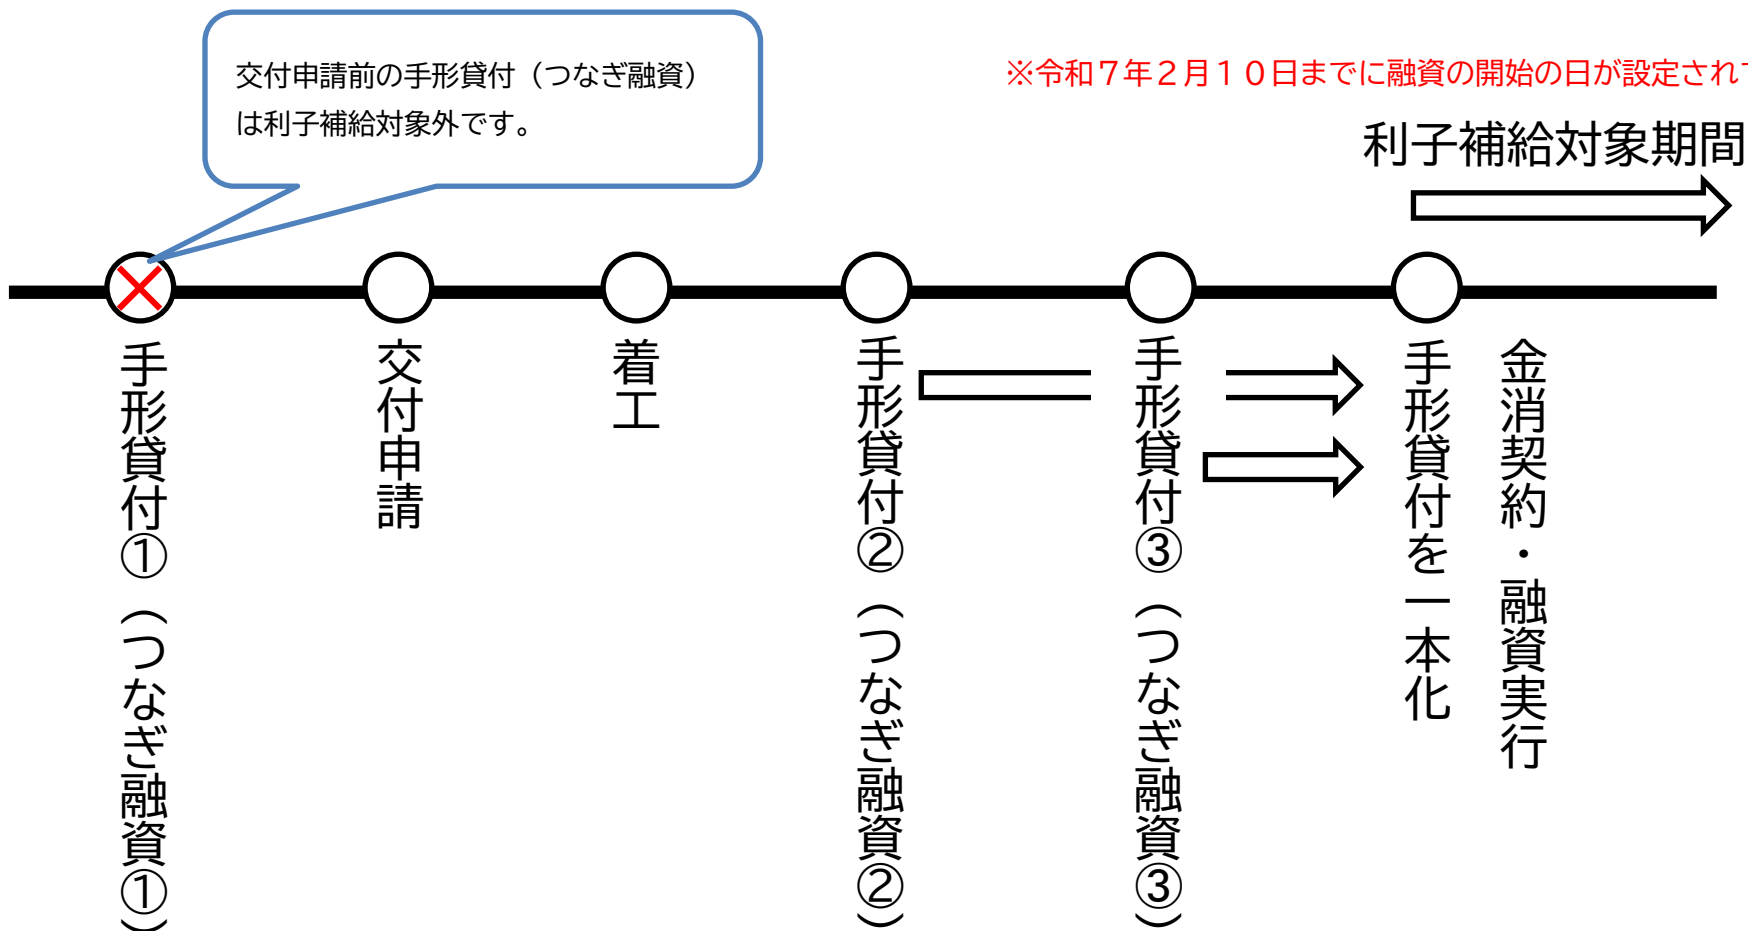 交付申請前の手形貸付（つなぎ融資）
は利子補給対象外です。
※令和７年２月１０日までに融資の開始の日が設定され
利子補給対象期間
手形貸付①（つなぎ融資①）
交付申請
着工
手形貸付②（つなぎ融資②）
手形貸付③（つなぎ融資③）
手形貸付を一本化
金消契約・融資実行